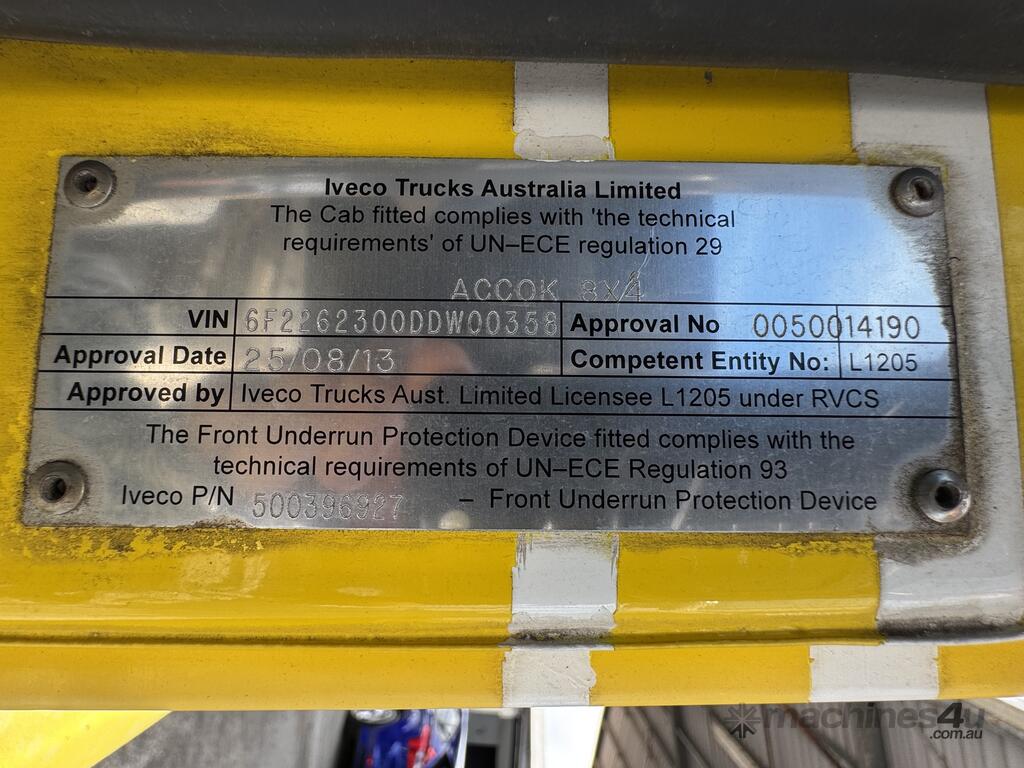 Iveco Trucks Australia Limited
The Cab fitted complies with 'the technical
requirements' of UN–ECE regulation 29
ACCOK 8X4
VIN 6F2262300DDW00358 Approval No 0050014190
Approval Date 25/08/13 Competent Entity No: L1205
Approved by Iveco Trucks Aust. Limited Licensee L1205 under RVCS
The Front Underrun Protection Device fitted complies with the
technical requirements of UN–ECE Regulation 93
Iveco P/N 500396927 – Front Underrun Protection Device
machines4u
.com.au